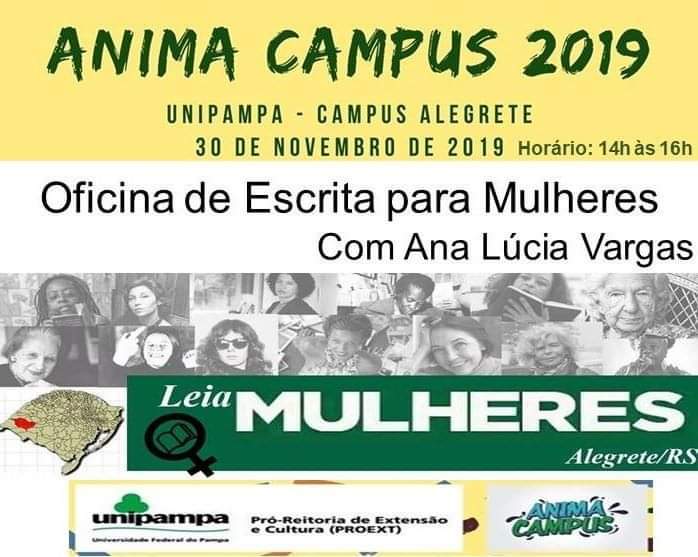 ANIMA CAMPUS 2019
UNIPAMPA - CAMPUS ALEGRETE
30 DE NOVEMBRO DE 2019 Horário: 14h às 16h
Oficina de Escrita para Mulheres
Com Ana Lúcia Vargas
Leia MULHERES
Alegrete/RS
unipampa
Universidade Federal do Pampa
Pró-Reitoria de Extensão
e Cultura (PROEXT)
ANIMA
CAMPUS